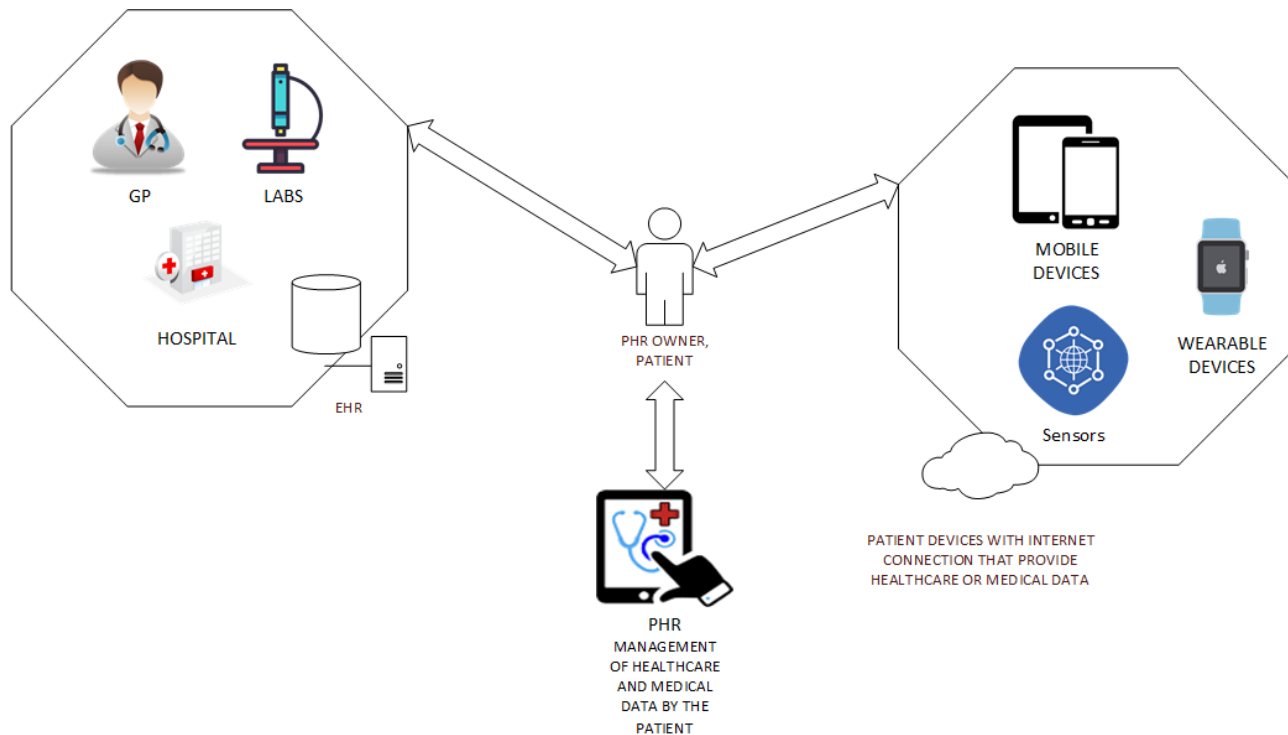 GP
LABS
HOSPITAL
EHR
PHR OWNER,
PATIENT
MOBILE
DEVICES
WEARABLE
DEVICES
Sensors
PATIENT DEVICES WITH INTERNET
CONNECTION THAT PROVIDE
HEALTHCARE OR MEDICAL DATA
PHR
MANAGEMENT
OF HEALTHCARE
AND MEDICAL
DATA BY THE
PATIENT